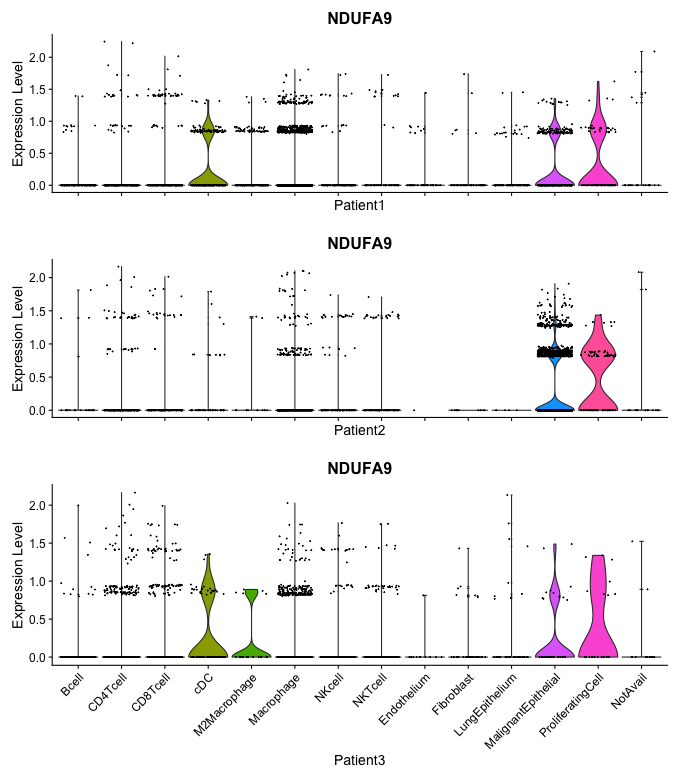 NDUFA9
Expression Level
2.0
1.5
1.0
0.5
0.0
Patient1
NDUFA9
Expression Level
2.0
1.5
1.0
0.5
0.0
Patient2
NDUFA9
Expression Level
2.0
1.5
1.0
0.5
0.0
Bcell
CD4Tcell
CD8Tcell
cDC
M2Macrophage
Macrophage
NKcell
NKTcell
Endothelium
Fibroblast
LungEpithelium
MalignantEpithelial
ProliferatingCell
NotAvail
Patient3